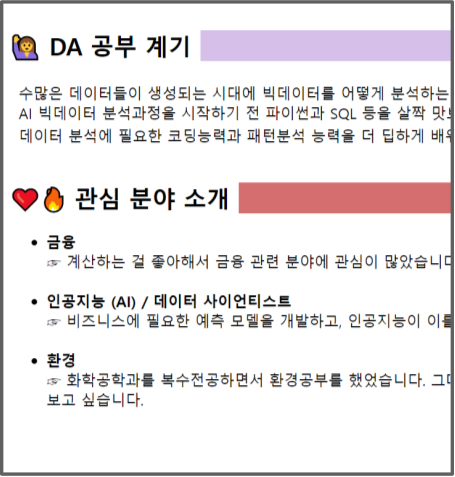 🙋 DA 공부 계기
수많은 데이터들이 생성되는 시대에 빅데이터를 어떻게 분석하는
AI 빅데이터 분석과정을 시작하기 전 파이썬과 SQL 등을 살짝 맛
데이터 분석에 필요한 코딩능력과 패턴분석 능력을 더 딥하게
❤️🔥 관심 분야 소개
• 금융
☞ 계산하는 걸 좋아해서 금융 관련 분야에 관심이 많았습니다
• 인공지능 (AI) / 데이터 사이언티스트
☞ 비즈니스에 필요한 예측 모델을 개발하고, 인공지능이 이를
• 환경
☞ 화학공학과를 복수전공하면서 환경공부를 했었습니다.
보고 싶습니다.